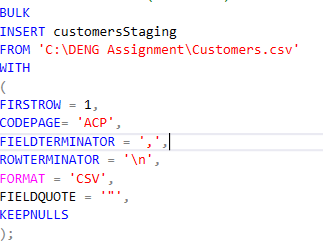 BULK
INSERT customersStaging
FROM 'C:\DENG Assignment\Customers.csv'
WITH
(
FIRSTROW = 1,
CODEPAGE= 'ACP',
FIELDTERMINATOR = ',',
ROWTERMINATOR = '\n',
FORMAT = 'CSV',
FIELDQUOTE = '"',
KEEPNULLS
);